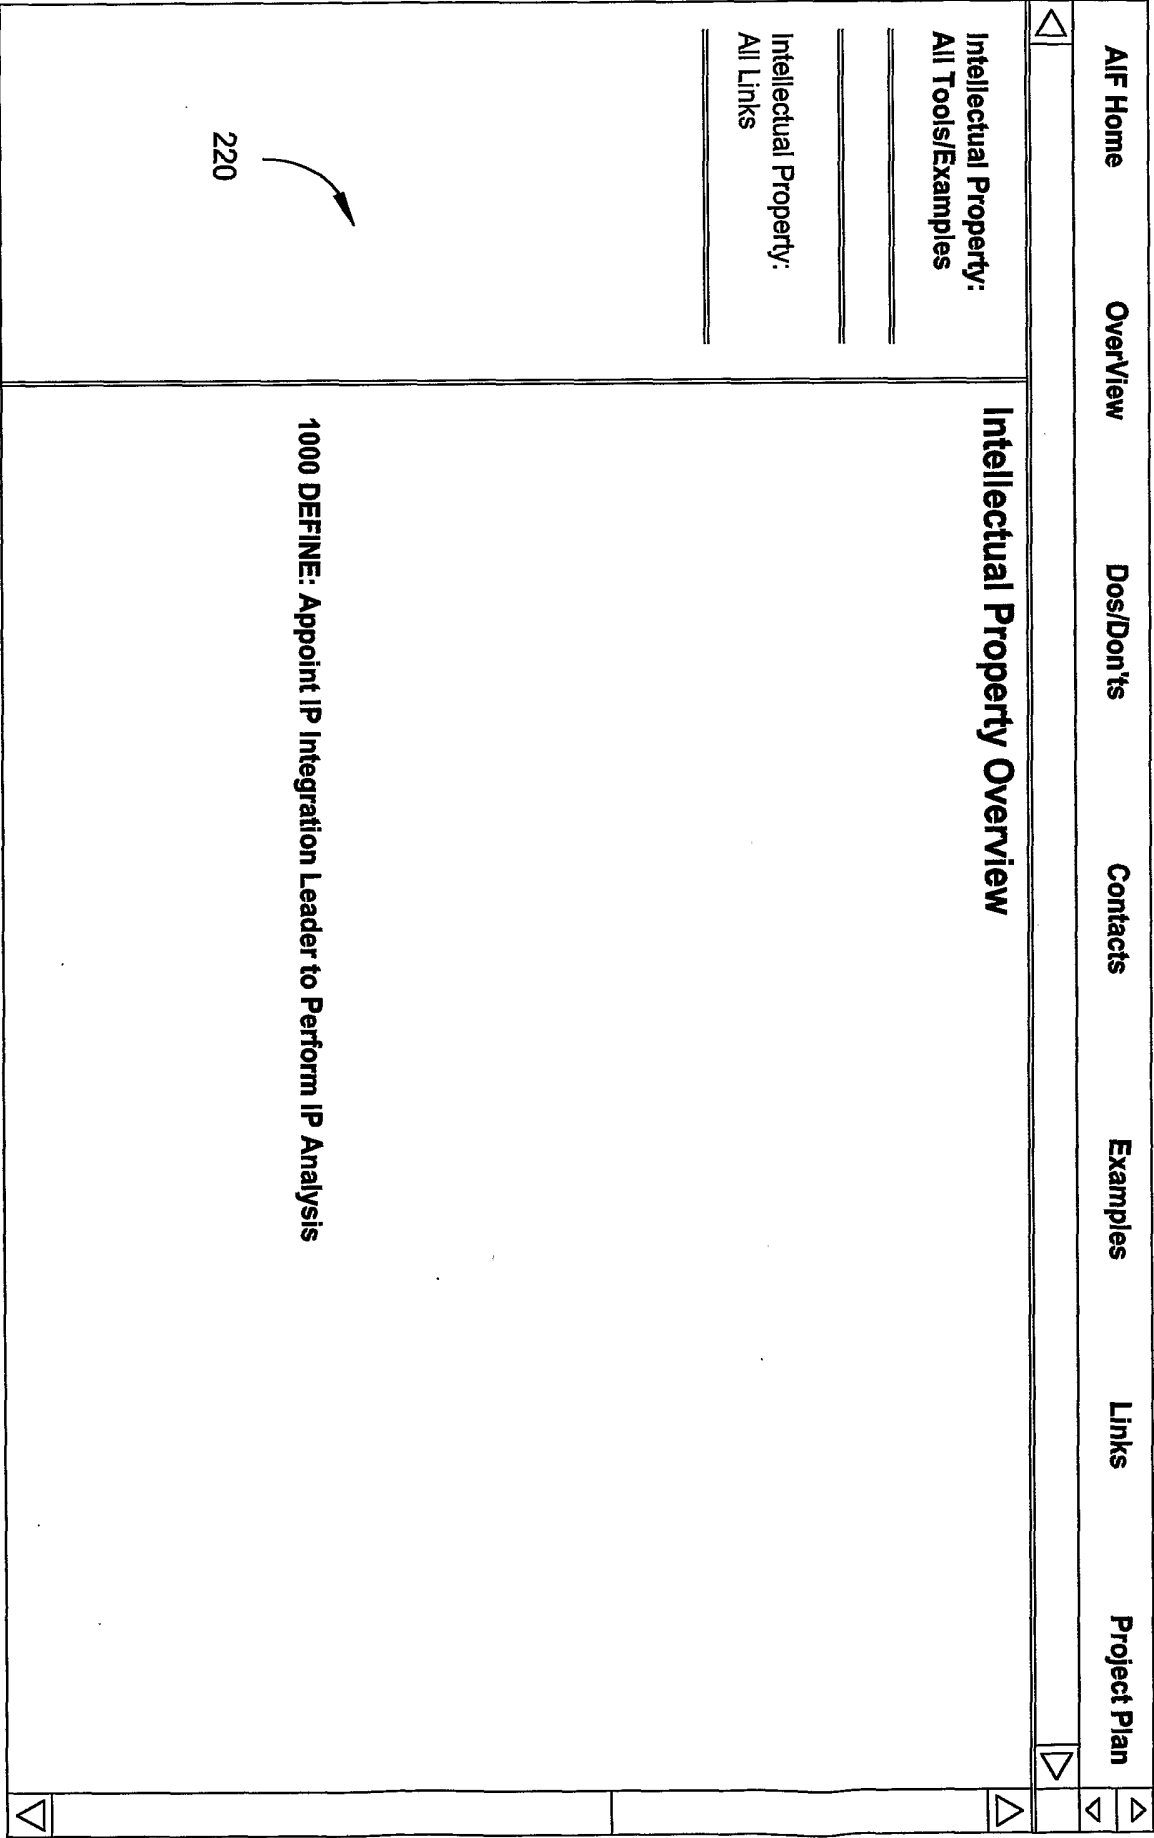 AIF Home OverView Dos/Don'ts Contacts Examples Links Project Plan
Intellectual Property:
All Tools/Examples
Intellectual Property:
All Links
220
Intellectual Property Overview
1000 DEFINE: Appoint IP Integration Leader to Perform IP Analysis